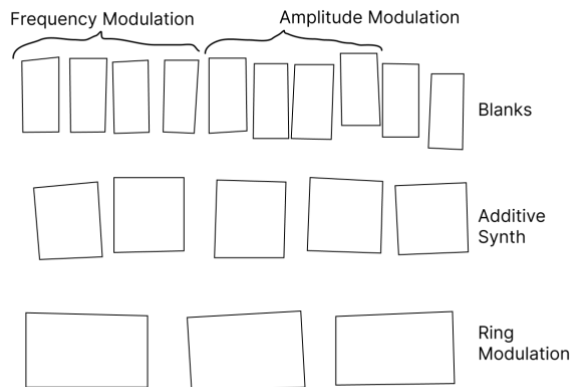 Frequency Modulation
Amplitude Modulation
Blanks
Additive
Synth
Ring
Modulation